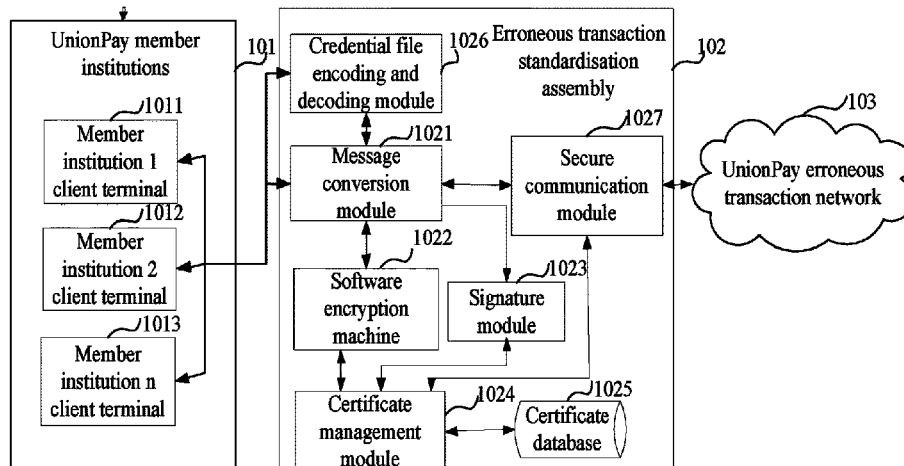 UnionPay member
institutions
101
1011
Member
institution 1
client terminal
1012
Member
institution 2
client terminal
1013
Member
institution n
client terminal
Credential file
encoding and
decoding module
1026
Erroneous transaction
standardisation
assembly
102
1021
Message
conversion
module
1027
Secure
communication
module
103
UnionPay erroneous
transaction network
1022
Software
encryption
machine
1023
Signature
module
Certificate
management
module
1024
1025
Certificate
database